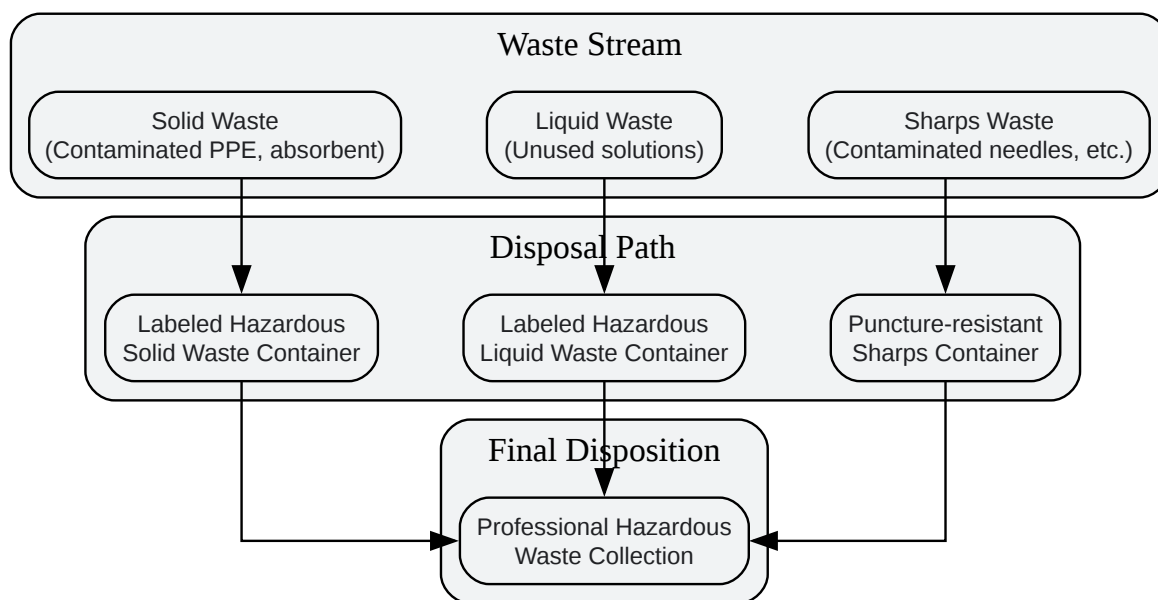 Waste Stream
Solid Waste
(Contaminated PPE, absorbent)
Liquid Waste
(Unused solutions)
Sharps Waste
(Contaminated needles, etc.)
Disposal Path
Labeled Hazardous
Solid Waste Container
Labeled Hazardous
Liquid Waste Container
Puncture-resistant
Sharps Container
Final Disposition
Professional Hazardous
Waste Collection